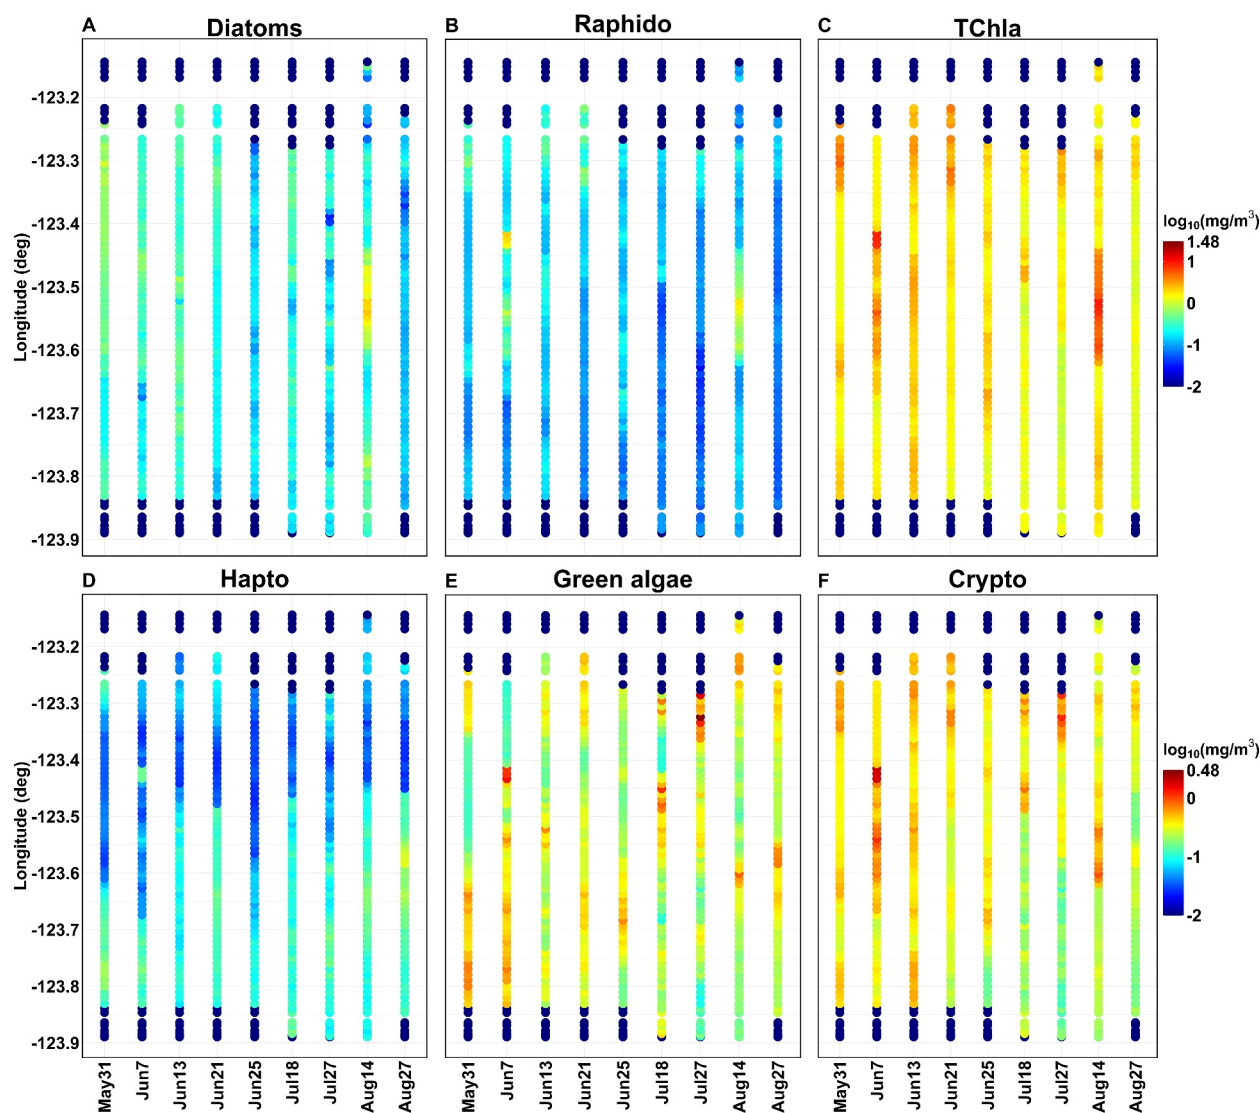 A Diatoms
B Raphido
C TChla
Longitude (deg)
-123.2
-123.3
-123.4
-123.5
-123.6
-123.7
-123.8
-123.9
log10(mg/m3)
1.48
1
0
-1
-2
D Hapto
E Green algae
F Crypto
Longitude (deg)
-123.2
-123.3
-123.4
-123.5
-123.6
-123.7
-123.8
-123.9
log10(mg/m3)
0.48
0
-1
-2
May31 Jun7 Jun13 Jun21 Jun25 Jul18 Jul27 Aug14 Aug27
May31 Jun7 Jun13 Jun21 Jun25 Jul18 Jul27 Aug14 Aug27
May31 Jun7 Jun13 Jun21 Jun25 Jul18 Jul27 Aug14 Aug27